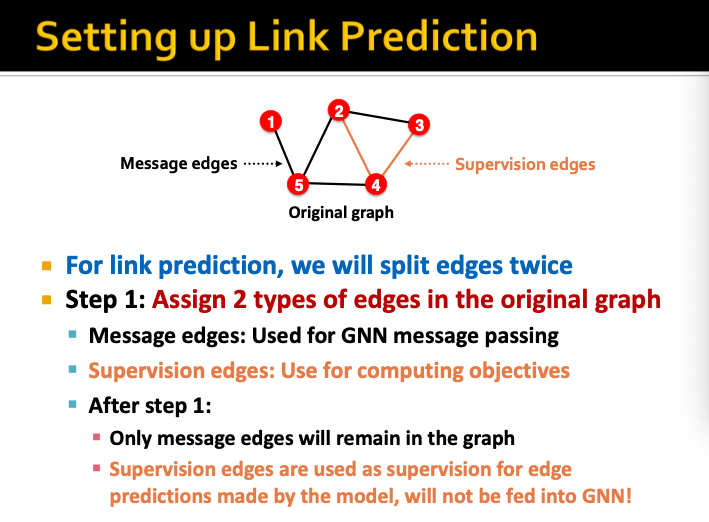 Setting up Link Prediction
1
2
3
Message edges
Supervision edges
5
4
Original graph
For link prediction, we will split edges twice
Step 1: Assign 2 types of edges in the original graph
Message edges: Used for GNN message passing
Supervision edges: Use for computing objectives
After step 1:
Only message edges will remain in the graph
Supervision edges are used as supervision for edge
predictions made by the model, will not be fed into GNN!